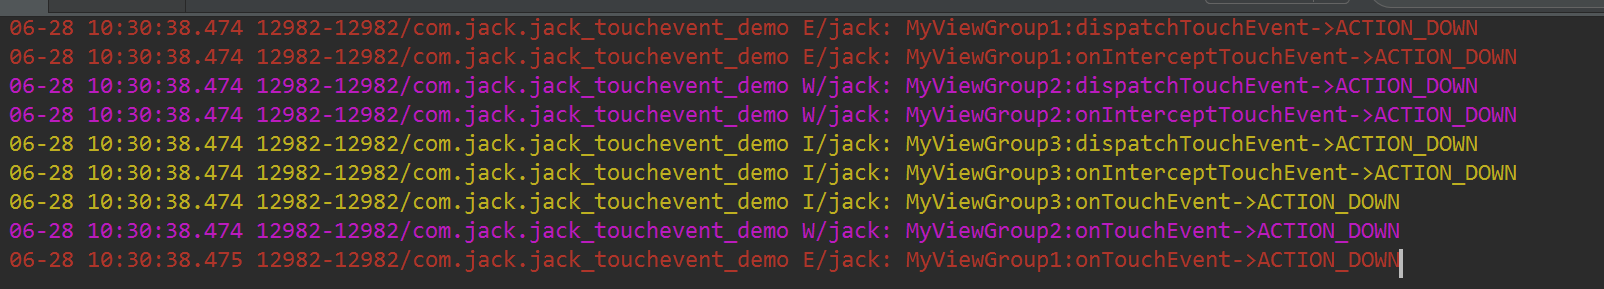 06-28 10:30:38.474 12982-12982/com.jack.jack_touchevent_demo E/jack: MyViewGroup1:dispatchTouchEvent->ACTION_DOWN
06-28 10:30:38.474 12982-12982/com.jack.jack_touchevent_demo E/jack: MyViewGroup1:onInterceptTouchEvent->ACTION_DOWN
06-28 10:30:38.474 12982-12982/com.jack.jack_touchevent_demo W/jack: MyViewGroup2:dispatchTouchEvent->ACTION_DOWN
06-28 10:30:38.474 12982-12982/com.jack.jack_touchevent_demo W/jack: MyViewGroup2:onInterceptTouchEvent->ACTION_DOWN
06-28 10:30:38.474 12982-12982/com.jack.jack_touchevent_demo I/jack: MyViewGroup3:dispatchTouchEvent->ACTION_DOWN
06-28 10:30:38.474 12982-12982/com.jack.jack_touchevent_demo I/jack: MyViewGroup3:onInterceptTouchEvent->ACTION_DOWN
06-28 10:30:38.474 12982-12982/com.jack.jack_touchevent_demo I/jack: MyViewGroup3:onTouchEvent->ACTION_DOWN
06-28 10:30:38.474 12982-12982/com.jack.jack_touchevent_demo W/jack: MyViewGroup2:onTouchEvent->ACTION_DOWN
06-28 10:30:38.475 12982-12982/com.jack.jack_touchevent_demo E/jack: MyViewGroup1:onTouchEvent->ACTION_DOWN